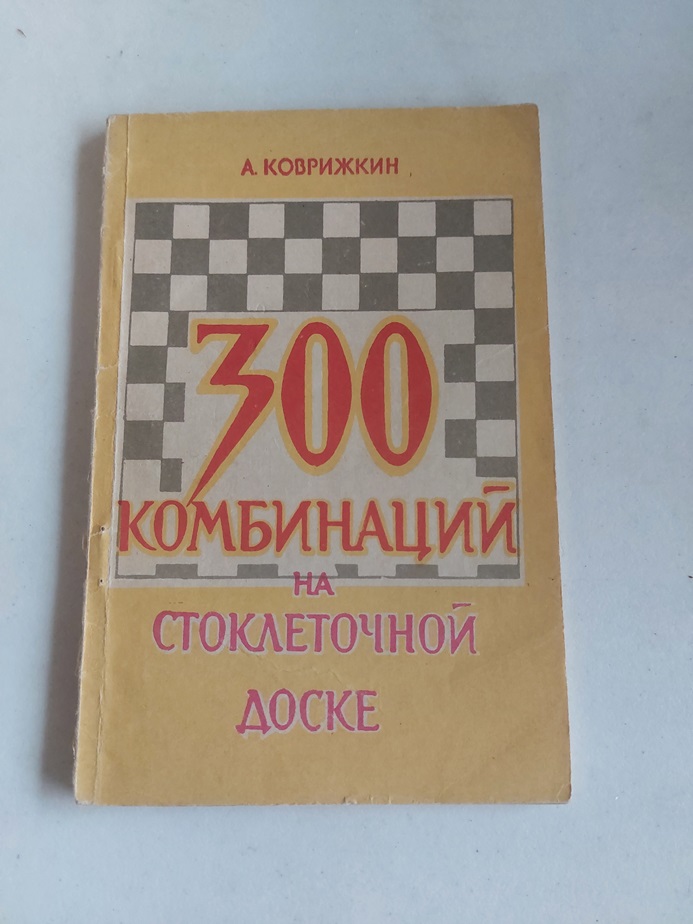 А. КОВРИЖКИН
300
КОМБИНАЦИЙ
НА
СТОКЛЕТОЧНОЙ
ДОСКЕ